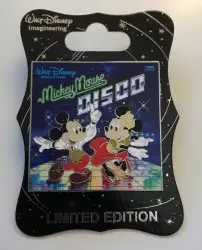 Walt Disney
Imagineering
Walt Disney
Mickey Mouse
DISCO
LIMITED EDITION